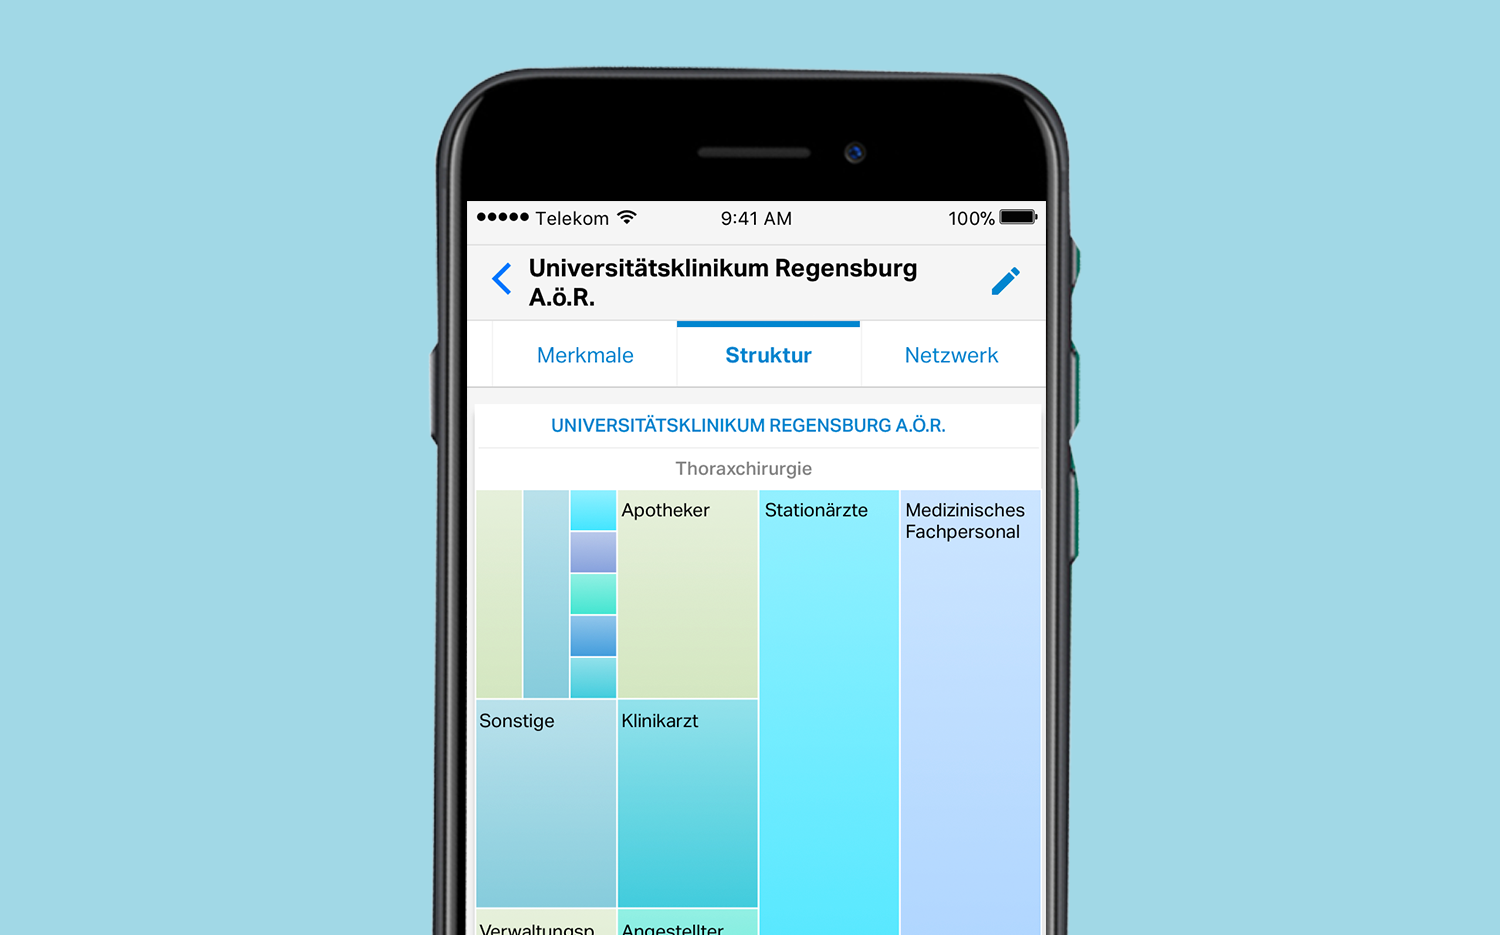 Telekom 9:41 AM 100%
Universitätsklinikum Regensburg
A.ö.R.
Merkmale Struktur Netzwerk
UNIVERSITÄTSKLINIKUM REGENSBURG A.Ö.R.
Thoraxchirurgie
Apotheker Stationärzte Medizinisches
Fachpersonal
Sonstige Klinikarzt
Verwaltungsp Angestellter